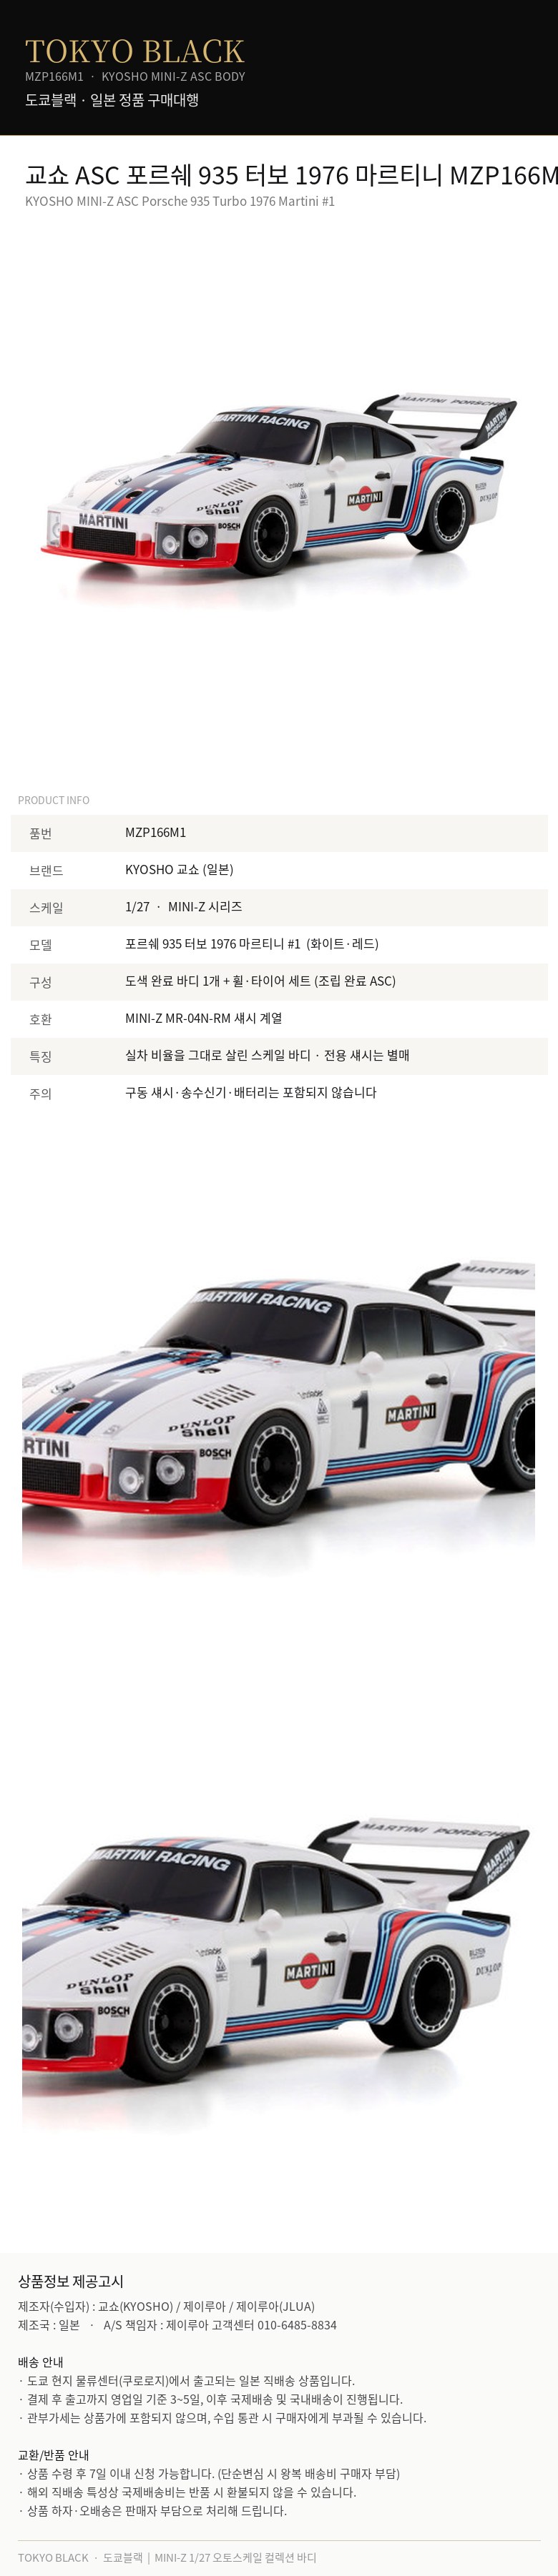 TOKYO BLACK
MZP166M1 · KYOSHO MINI-Z ASC BODY
도쿄블랙 · 일본 정품 구매대행
교쇼 ASC 포르쉐 935 터보 1976 마르티니 MZP166M
KYOSHO MINI-Z ASC Porsche 935 Turbo 1976 Martini #1
MARTINI PORSCHE
MARTINI RACING
MARTINI PORSCHE
DUNLOP
Shell
1
MARTINI
MARTINI
BOSCH
BILSTEIN
DUNLOP
PRODUCT INFO
품번 MZP166M1
브랜드 KYOSHO 교쇼 (일본)
스케일 1/27 · MINI-Z 시리즈
모델 포르쉐 935 터보 1976 마르티니 #1 (화이트·레드)
구성 도색 완료 바디 1개 + 휠·타이어 세트 (조립 완료 ASC)
호환 MINI-Z MR-04N-RM 섀시 계열
특징 실차 비율을 그대로 살린 스케일 바디 · 전용 섀시는 별매
주의 구동 섀시·송수신기·배터리는 포함되지 않습니다
MARTINI
MARTINI RACING
DUNLOP
Shell
1
MARTINI
RTINI
BOSCH
MARTINI PORSCHE
MARTINI RACING
MARTINI PORSCHE
DUNLOP
Shell
1
MARTINI
BOSCH
BILSTEIN
DUNLOP
상품정보 제공고시
제조자(수입자) : 교쇼(KYOSHO) / 제이루아 / 제이루아(JLUA)
제조국 : 일본 · A/S 책임자 : 제이루아 고객센터 010-6485-8834
배송 안내
· 도쿄 현지 물류센터(쿠로로지)에서 출고되는 일본 직배송 상품입니다.
· 결제 후 출고까지 영업일 기준 3~5일, 이후 국제배송 및 국내배송이 진행됩니다.
· 관부가세는 상품가에 포함되지 않으며, 수입 통관 시 구매자에게 부과될 수 있습니다.
교환/반품 안내
· 상품 수령 후 7일 이내 신청 가능합니다. (단순변심 시 왕복 배송비 구매자 부담)
· 해외 직배송 특성상 국제배송비는 반품 시 환불되지 않을 수 있습니다.
· 상품 하자·오배송은 판매자 부담으로 처리해 드립니다.
TOKYO BLACK · 도쿄블랙 | MINI-Z 1/27 오토스케일 컬렉션 바디